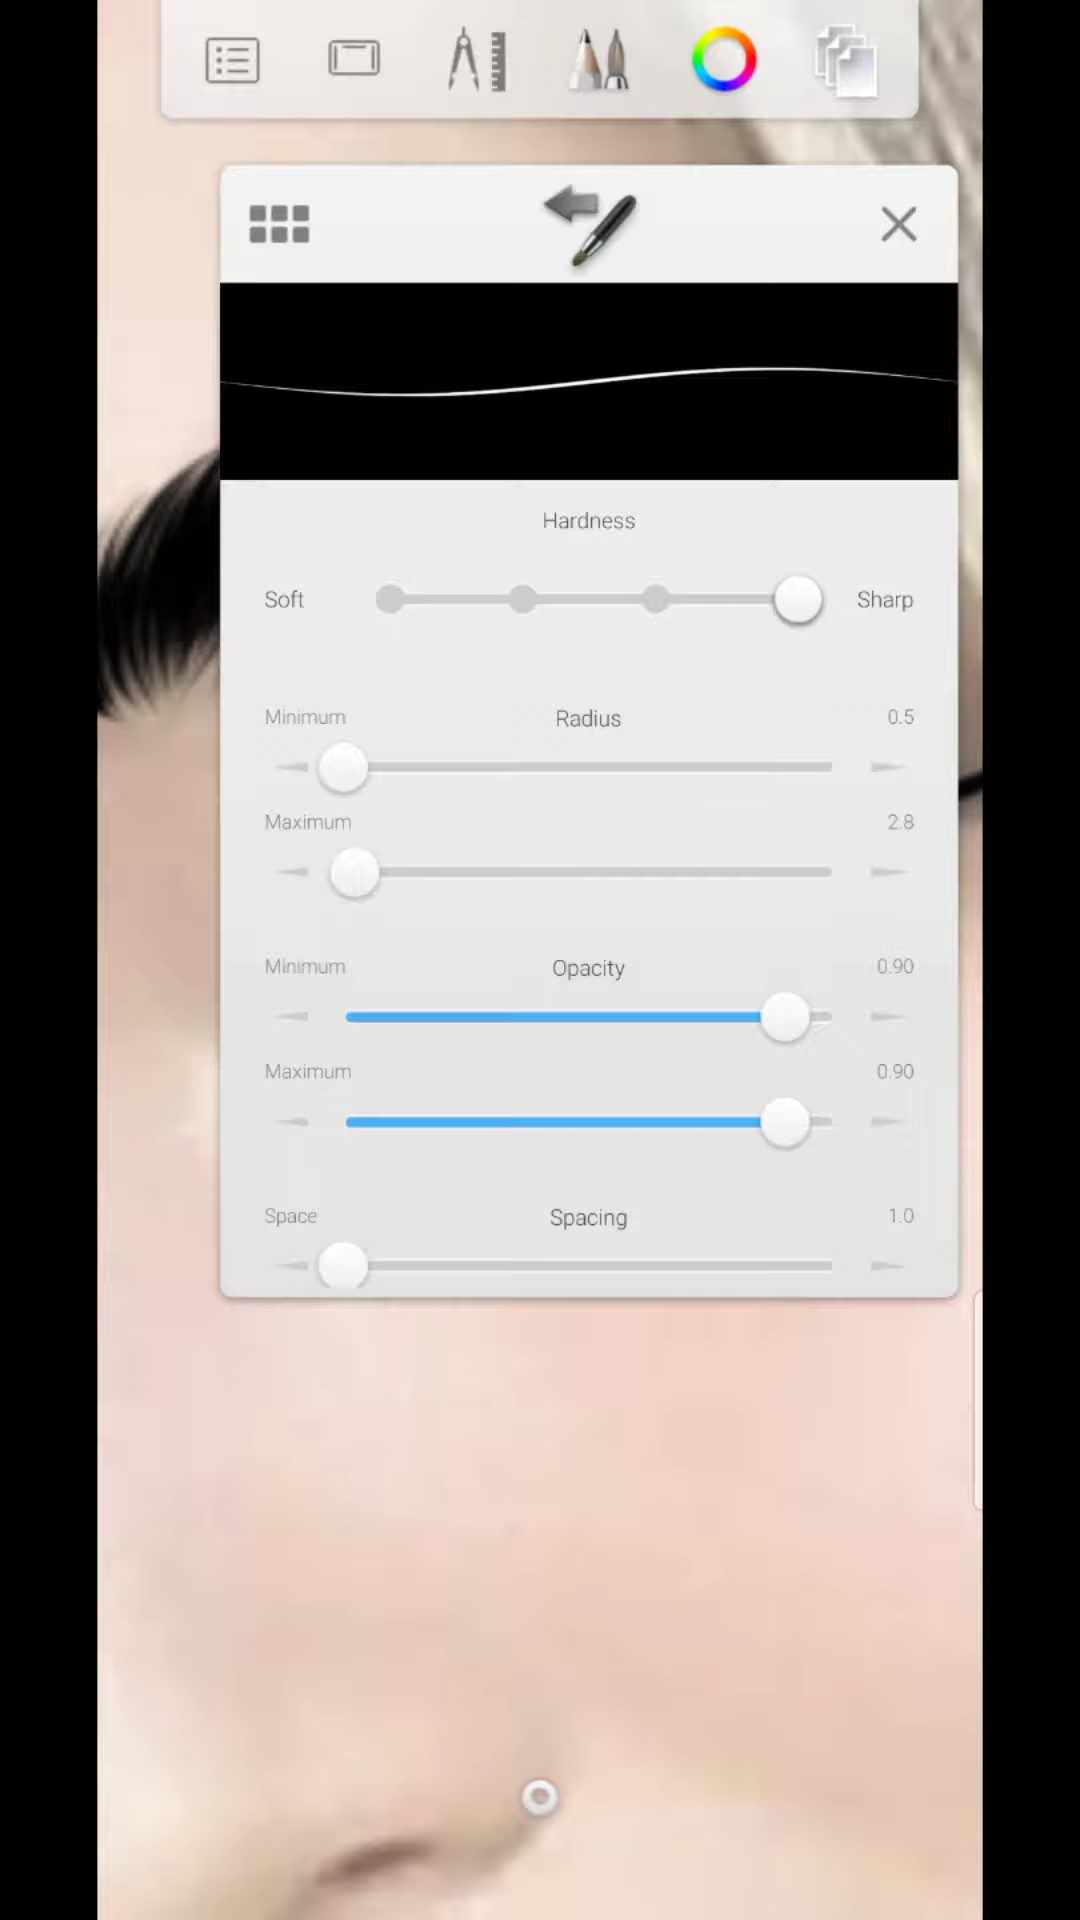 Hardness
Soft Sharp
Minimum Radius 0.5
Maximum 2.8
Minimum Opacity 0.90
Maximum 0.90
Space Spacing 1.0